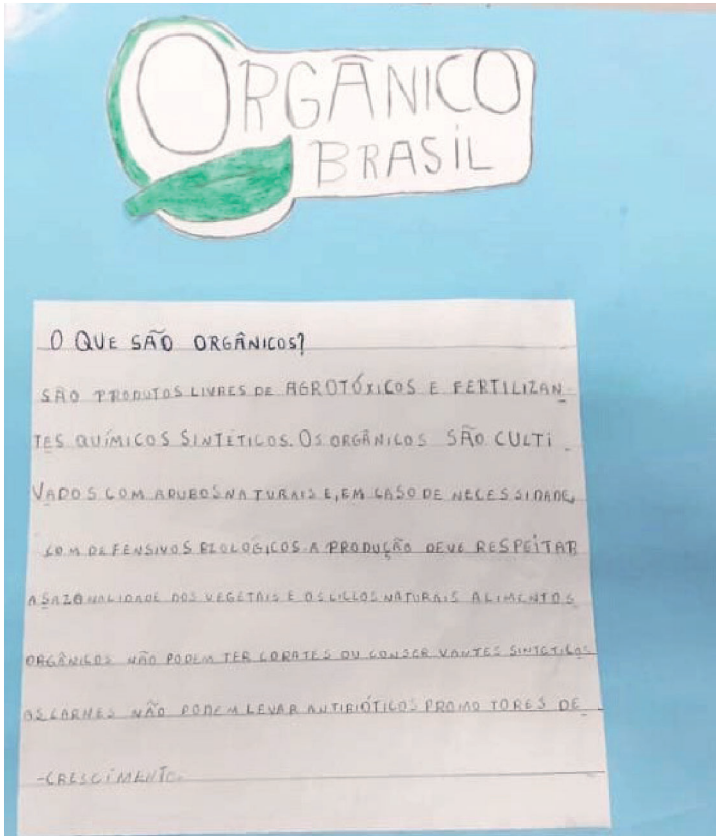 ORGÂNICO
BRASIL
O QUE SÃO ORGÂNICOS?
SÃO PRODUTOS LIVRES DE AGROTÓXICOS E FERTILIZAN-
TES QUÍMICOS SINTÉTICOS. OS ORGÂNICOS SÃO CULTI-
VADOS COM ADUBOS NATURAIS E, EM CASO DE NECESSIDADE,
COM DEFENSIVOS BIOLÓGICOS. A PRODUÇÃO DEVE RESPEITAR
A SAZONALIDADE DOS VEGETAIS E OS CICLOS NATURAIS ALIMENTOS
ORGÂNICOS NÃO PODEM TER CORATES OU CONSERVANTES SINTETICOS
AS CARNES NÃO PODEM LEVAR ANTIBIÓTICOS PROMOTORES DE
-CRESCIMENTO.